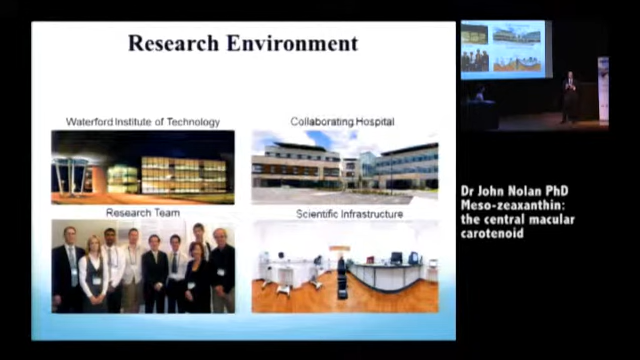 Research Environment
Waterford Institute of Technology
Collaborating Hospital
Research Team
Scientific Infrastructure
Dr John Nolan PhD
Meso-zeaxanthin:
the central macular
carotenoid